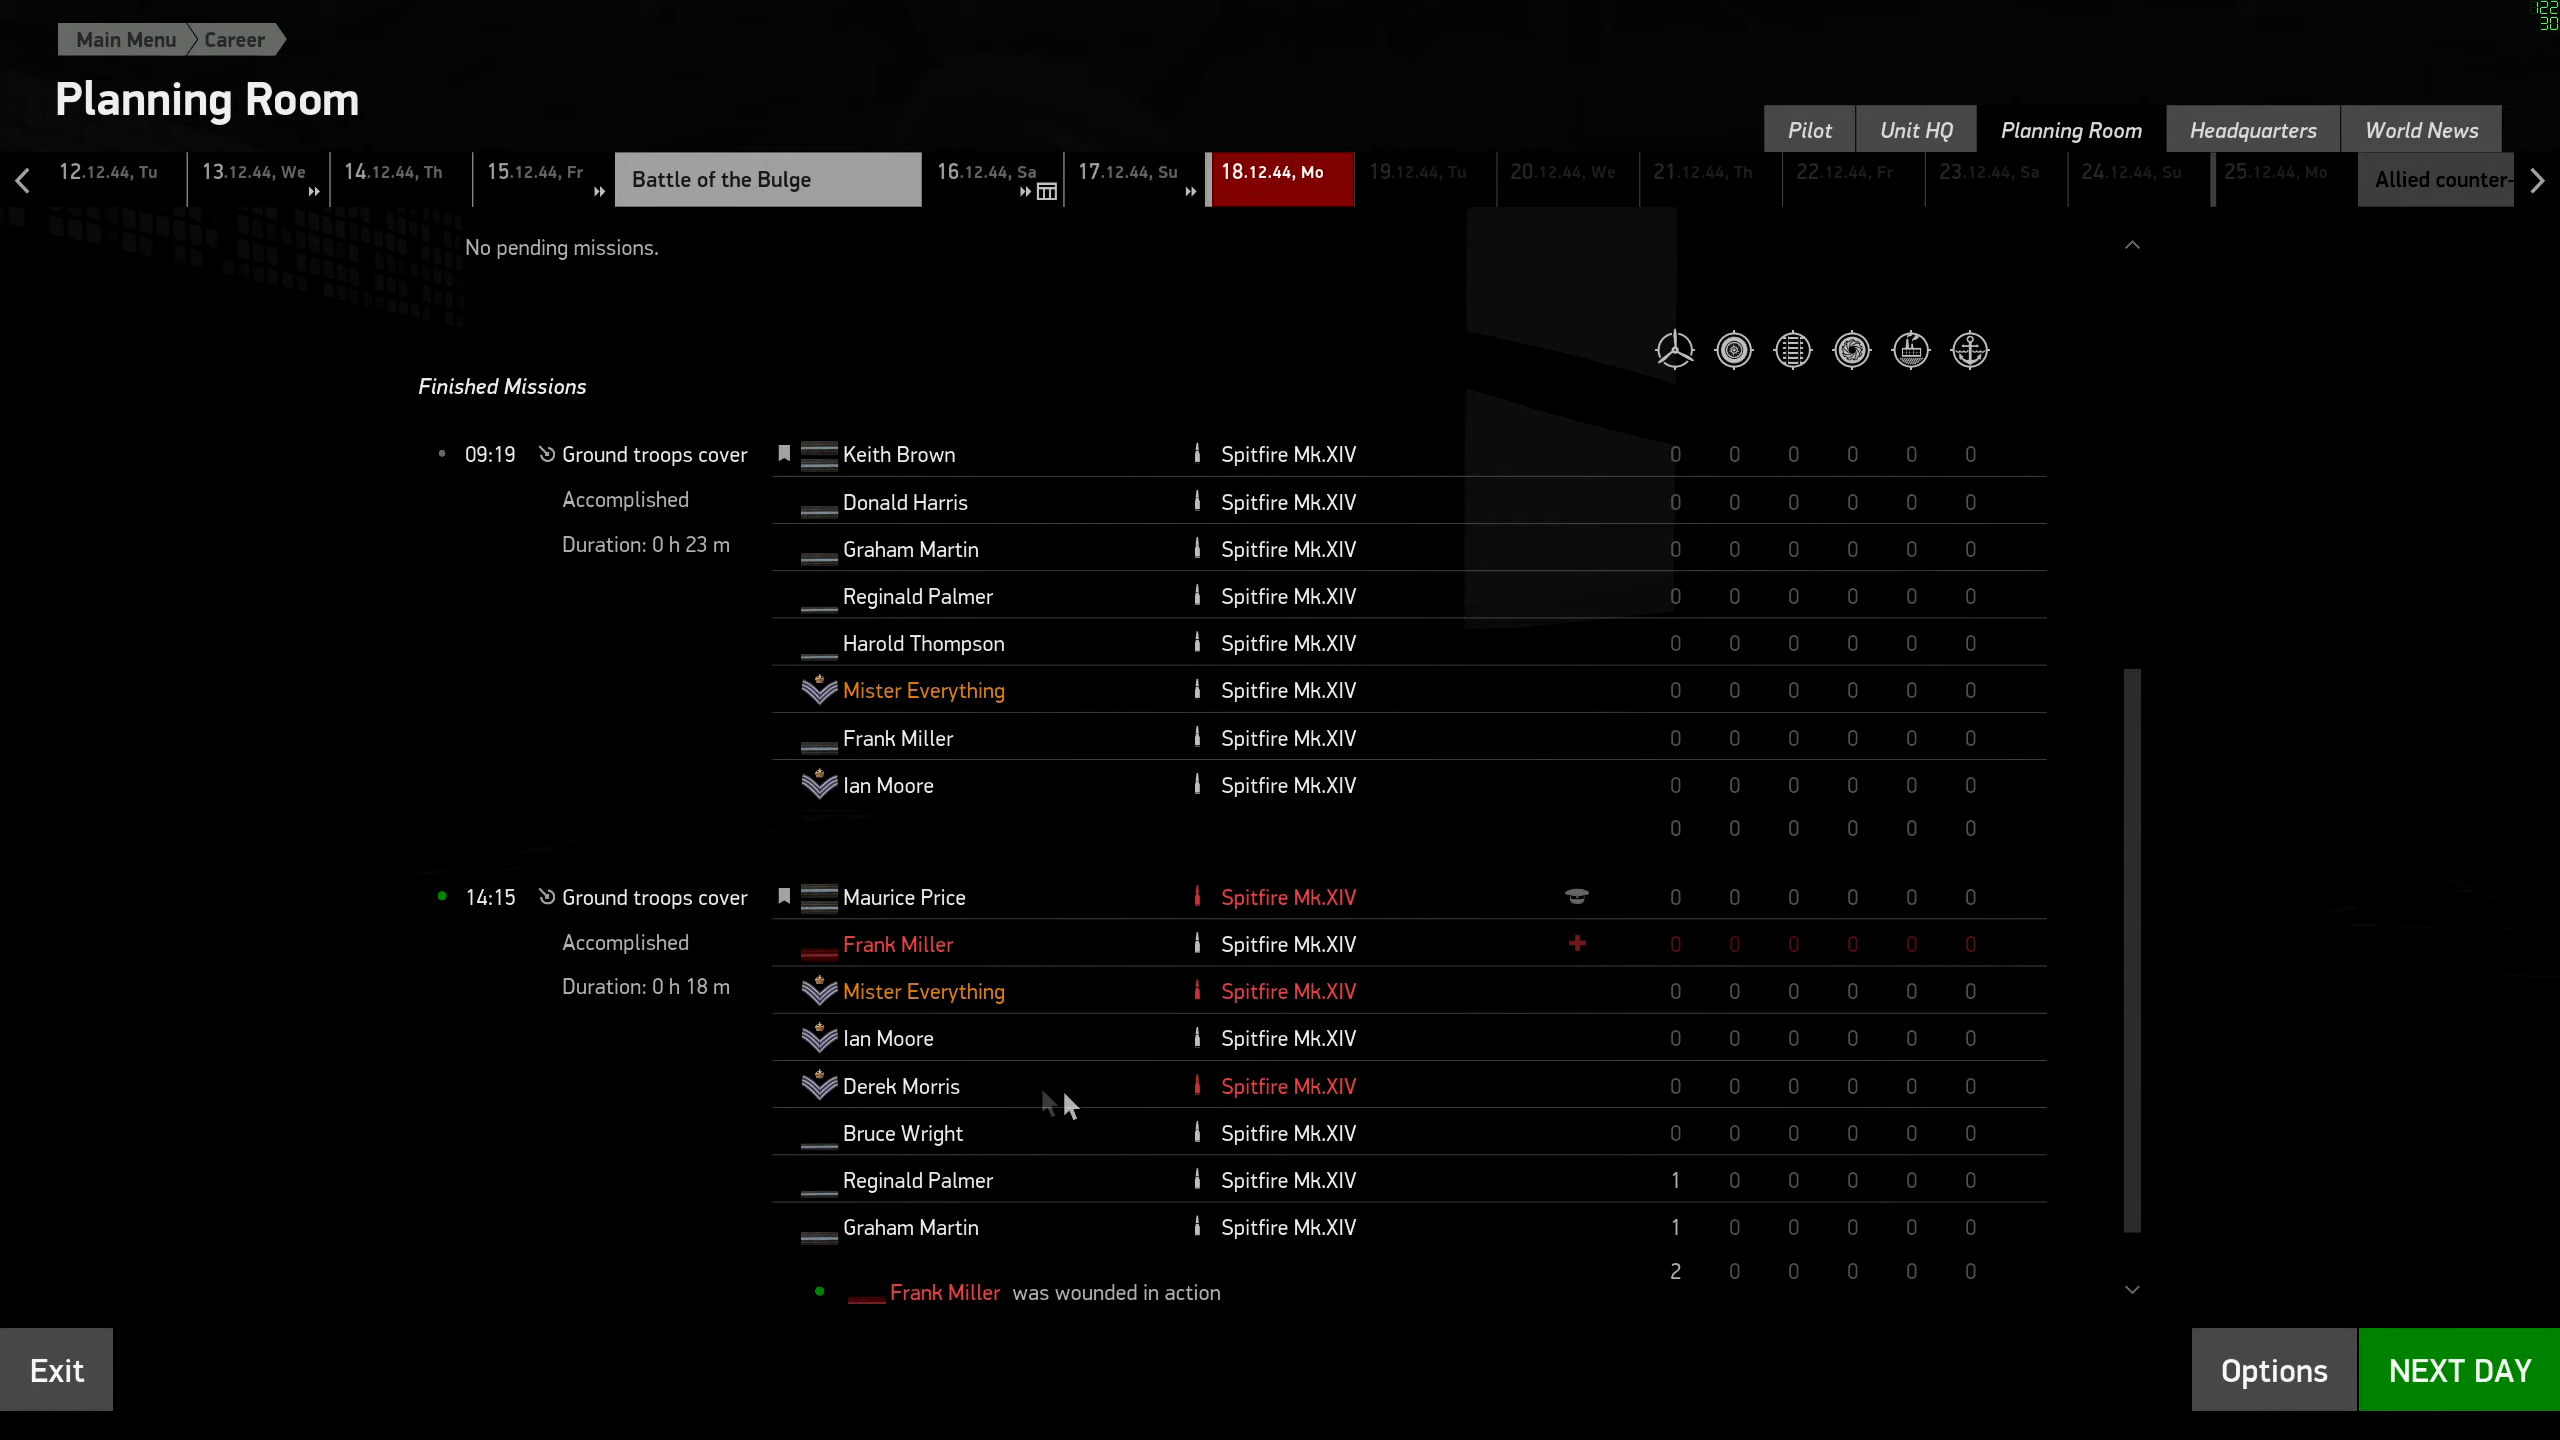 122
30
Main Menu Career
Planning Room
Pilot Unit HQ Planning Room Headquarters World News
12.12.44, Tu 13.12.44, We 14.12.44, Th 15.12.44, Fr Battle of the Bulge 16.12.44, Sa 17.12.44, Su 18.12.44, Mo 19.12.44, Tu 20.12.44, We 21.12.44, Th 22.12.44, Fr 23.12.44, Sa 24.12.44, Su 25.12.44, Mo Allied counter-
No pending missions.
Finished Missions
09:19 Ground troops cover Keith Brown Spitfire Mk.XIV 0 0 0 0 0 0
Accomplished Donald Harris Spitfire Mk.XIV 0 0 0 0 0 0
Duration: 0 h 23 m Graham Martin Spitfire Mk.XIV 0 0 0 0 0 0
Reginald Palmer Spitfire Mk.XIV 0 0 0 0 0 0
Harold Thompson Spitfire Mk.XIV 0 0 0 0 0 0
Mister Everything Spitfire Mk.XIV 0 0 0 0 0 0
Frank Miller Spitfire Mk.XIV 0 0 0 0 0 0
Ian Moore Spitfire Mk.XIV 0 0 0 0 0 0
0 0 0 0 0 0
14:15 Ground troops cover Maurice Price Spitfire Mk.XIV 0 0 0 0 0 0
Accomplished Frank Miller Spitfire Mk.XIV 0 0 0 0 0 0
Duration: 0 h 18 m Mister Everything Spitfire Mk.XIV 0 0 0 0 0 0
Ian Moore Spitfire Mk.XIV 0 0 0 0 0 0
Derek Morris Spitfire Mk.XIV 0 0 0 0 0 0
Bruce Wright Spitfire Mk.XIV 0 0 0 0 0 0
Reginald Palmer Spitfire Mk.XIV 1 0 0 0 0 0
Graham Martin Spitfire Mk.XIV 1 0 0 0 0 0
2 0 0 0 0 0
Frank Miller was wounded in action
Exit Options NEXT DAY